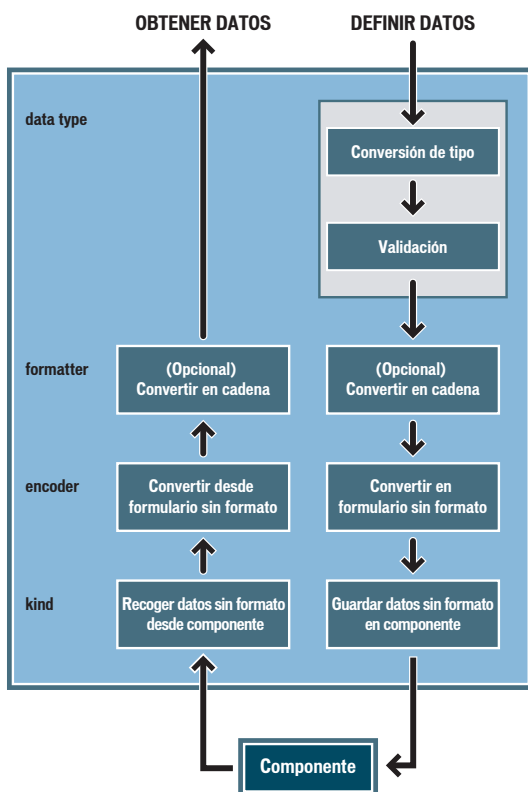 OBTENER DATOS
DEFINIR DATOS
data type
Conversión de tipo
Validación
formatter
(Opcional)
Convertir en cadena
(Opcional)
Convertir en cadena
encoder
Convertir desde
formulario sin formato
Convertir en
formulario sin formato
kind
Recoger datos sin formato
desde componente
Guardar datos sin formato
en componente
Componente